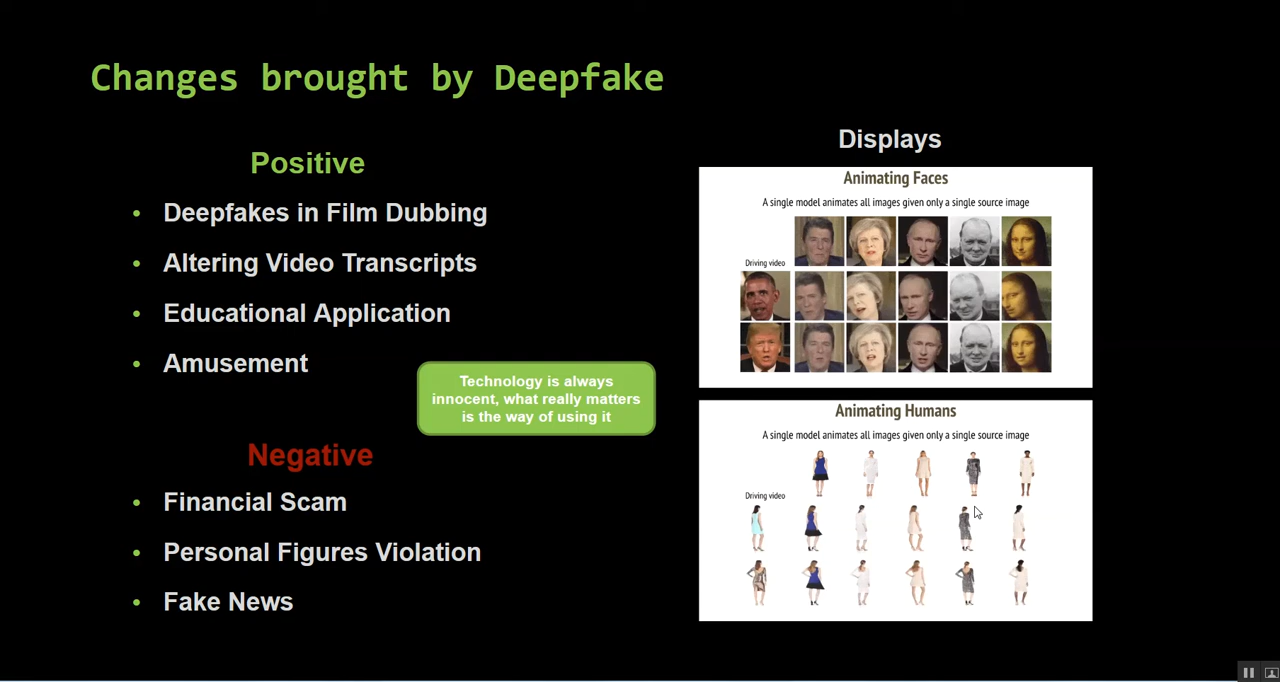 Changes brought by Deepfake
Positive
• Deepfakes in Film Dubbing
• Altering Video Transcripts
• Educational Application
• Amusement
Technology is always
innocent, what really matters
is the way of using it
Negative
• Financial Scam
• Personal Figures Violation
• Fake News
Displays
Animating Faces
A single model animates all images given only a single source image
Driving video
Animating Humans
A single model animates all images given only a single source image
Driving video